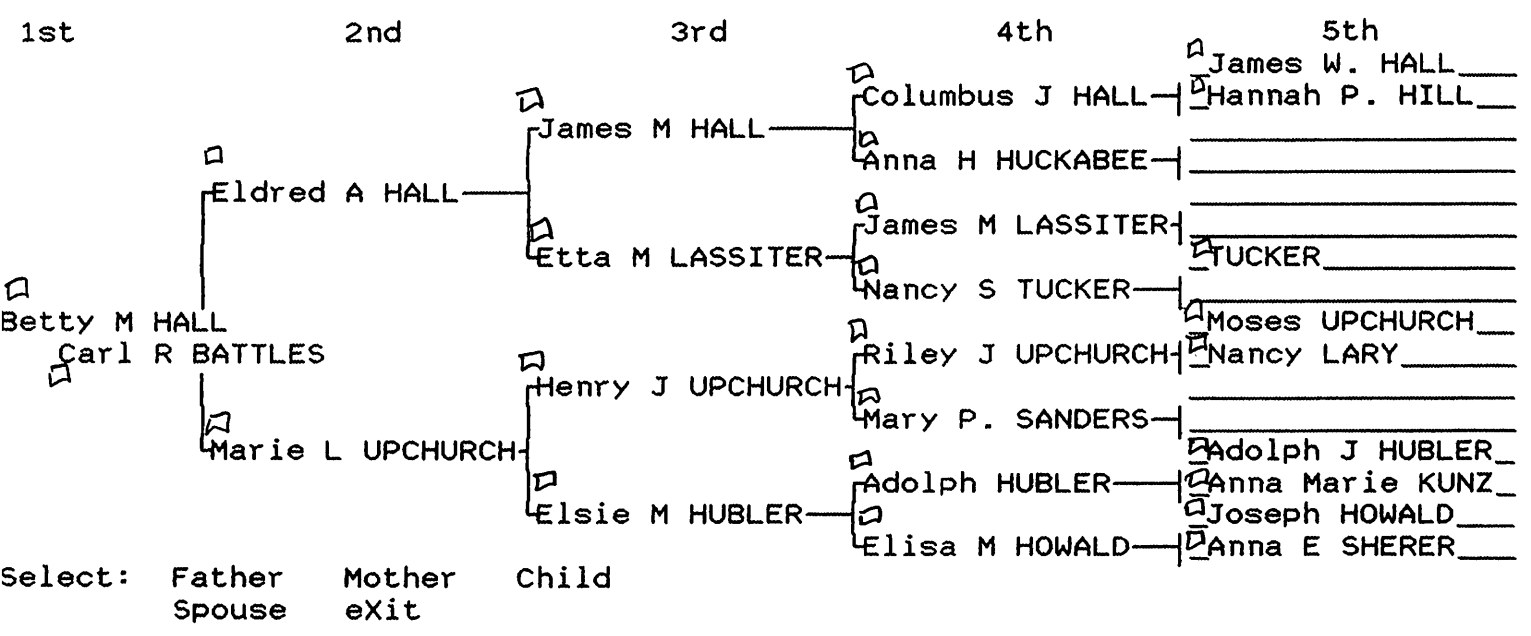 1st 2nd 3rd 4th 5th
James W. HALL
Columbus J HALL Hannah P. HILL
James M HALL
Anna H HUCKABEE
Eldred A HALL
James M LASSITER
Etta M LASSITER TUCKER
Nancy S TUCKER
Betty M HALL Moses UPCHURCH
Carl R BATTLES Riley J UPCHURCH Nancy LARY
Henry J UPCHURCH
Mary P. SANDERS
Marie L UPCHURCH Adolph J HUBLER
Adolph HUBLER Anna Marie KUNZ
Elsie M HUBLER Joseph HOWALD
Elisa M HOWALD Anna E SHERER
Select: Father Mother Child
Spouse eXit